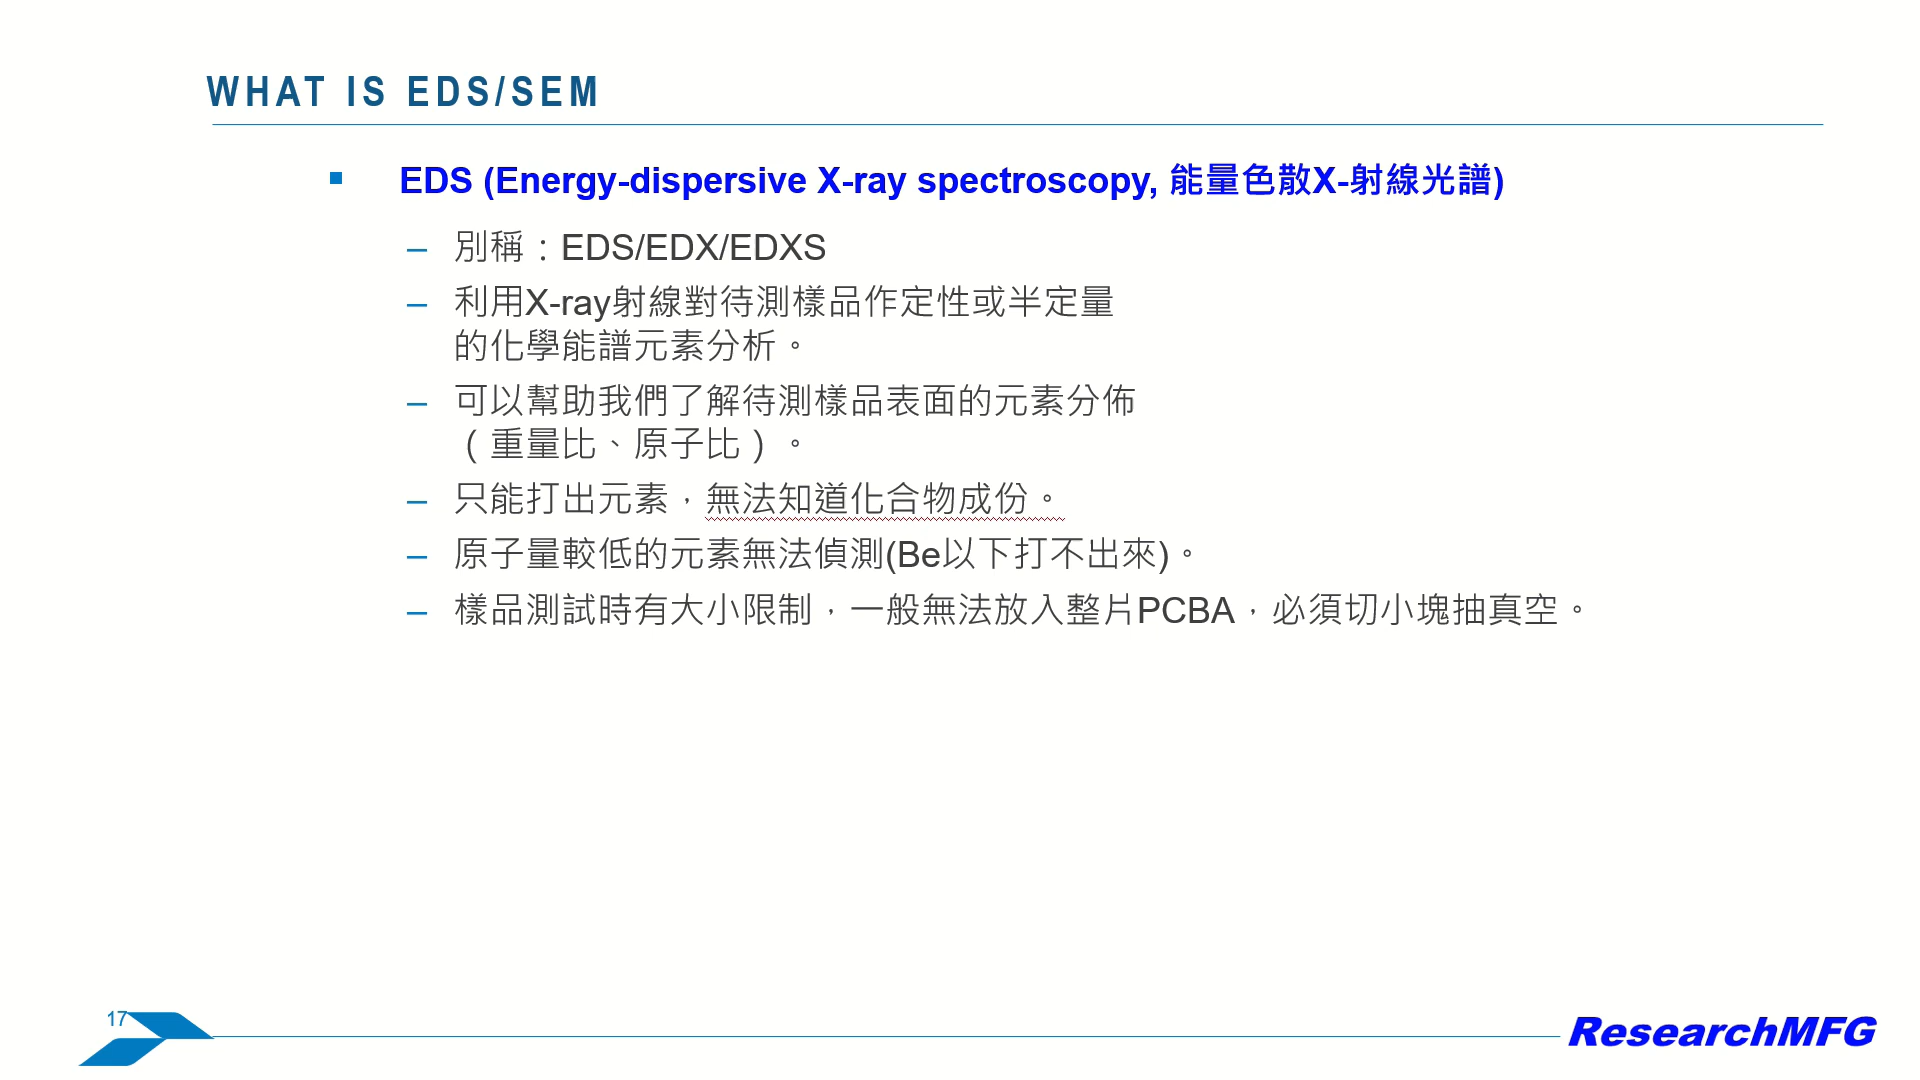 WHAT IS EDS/SEM
EDS (Energy-dispersive X-ray spectroscopy, 能量色散X-射線光譜)
別稱：EDS/EDX/EDXS
利用X-ray射線對待測樣品作定性或半定量
的化學能譜元素分析。
可以幫助我們了解待測樣品表面的元素分佈
（重量比、原子比）。
只能打出元素，無法知道化合物成份。
原子量較低的元素無法偵測(Be以下打不出來)。
樣品測試時有大小限制，一般無法放入整片PCBA，必須切小塊抽真空。
17
ResearchMFG